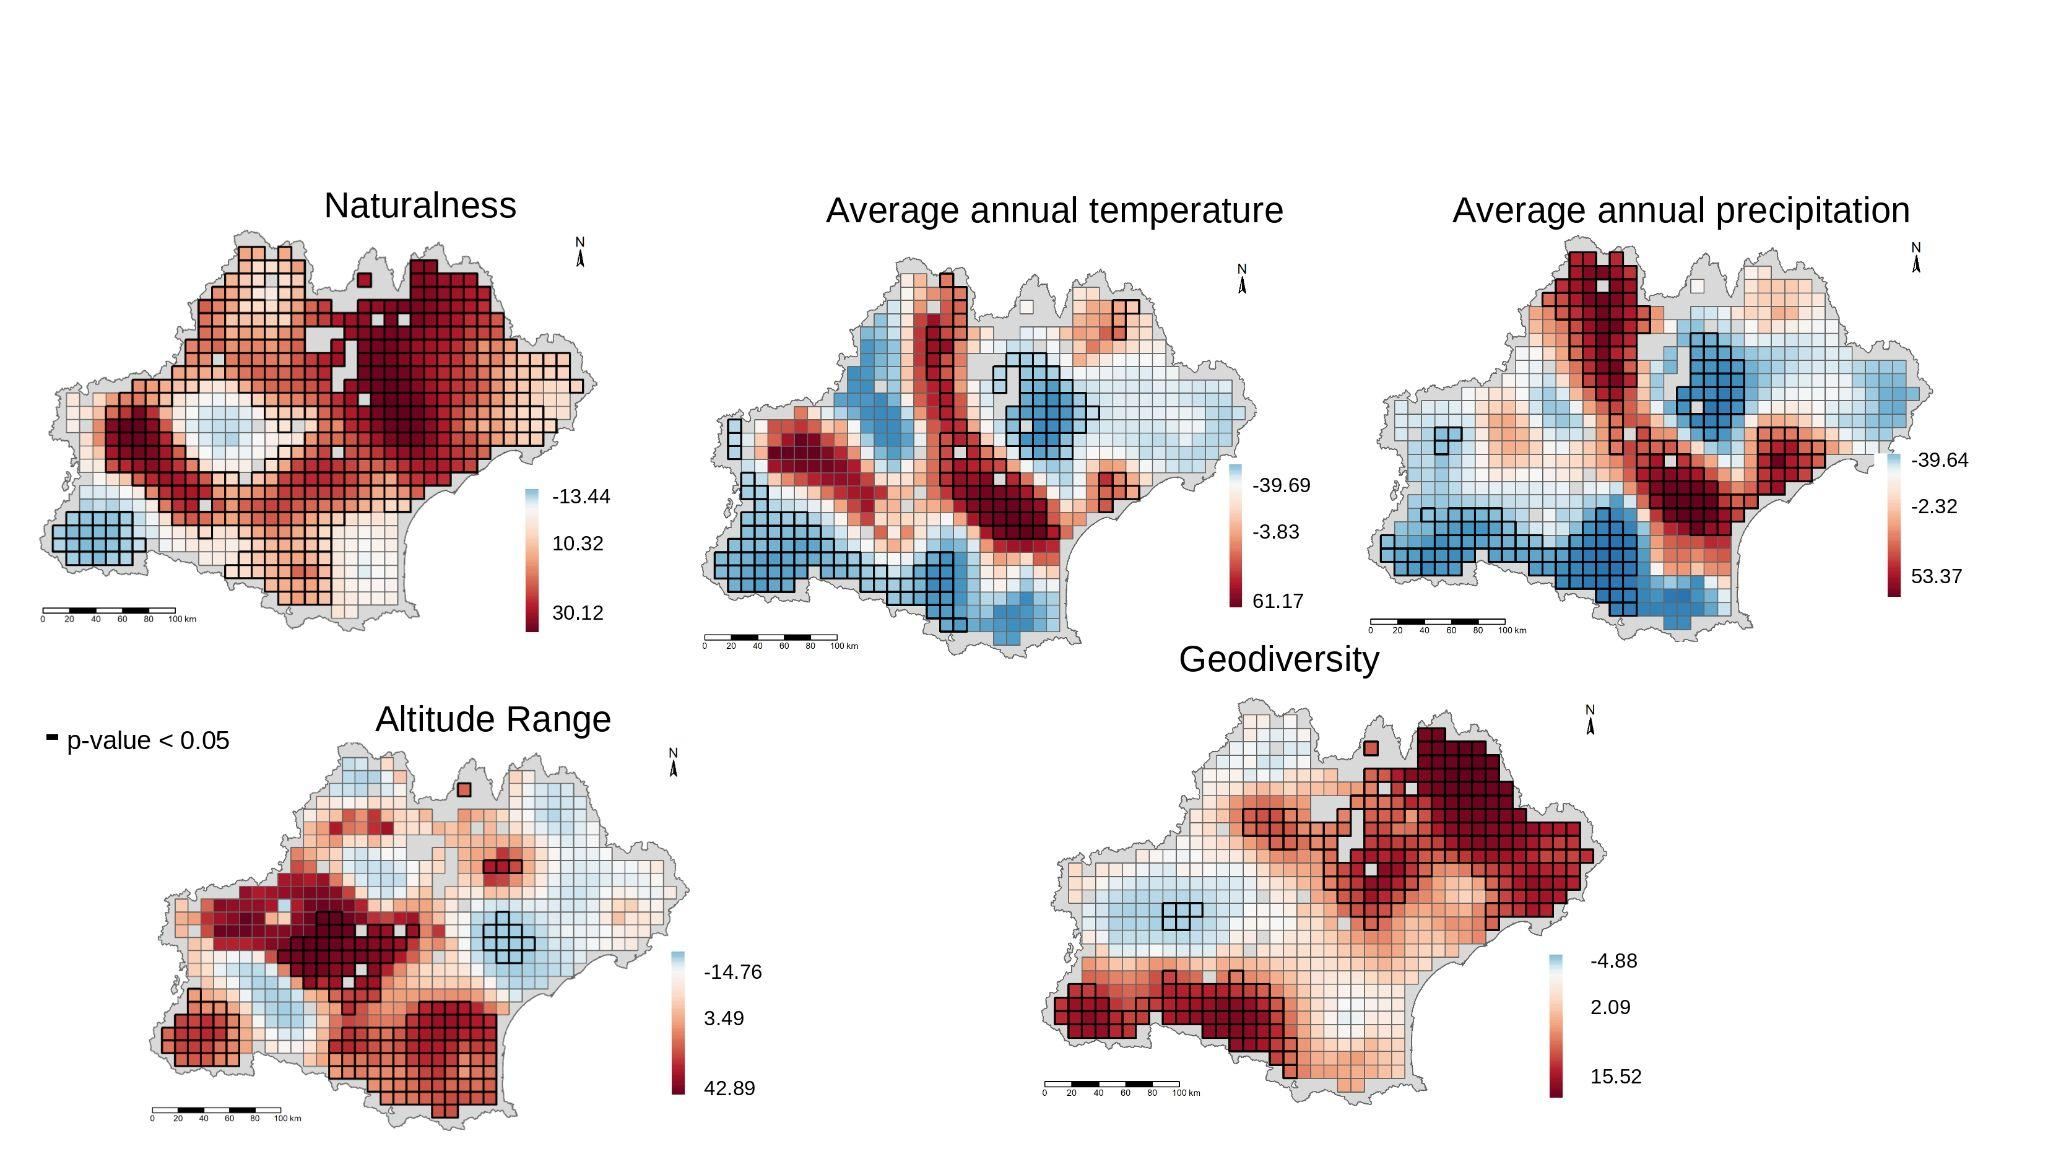 Naturalness
N
-13.44
10.32
30.12
0 20 40 60 80 100 km
Average annual temperature
N
-39.69
-3.83
61.17
0 20 40 60 80 100 km
Average annual precipitation
N
-39.64
-2.32
53.37
0 20 40 60 80 100 km
p-value < 0.05
Altitude Range
N
-14.76
3.49
42.89
0 20 40 60 80 100 km
Geodiversity
N
-4.88
2.09
15.52
0 20 40 60 80 100 km